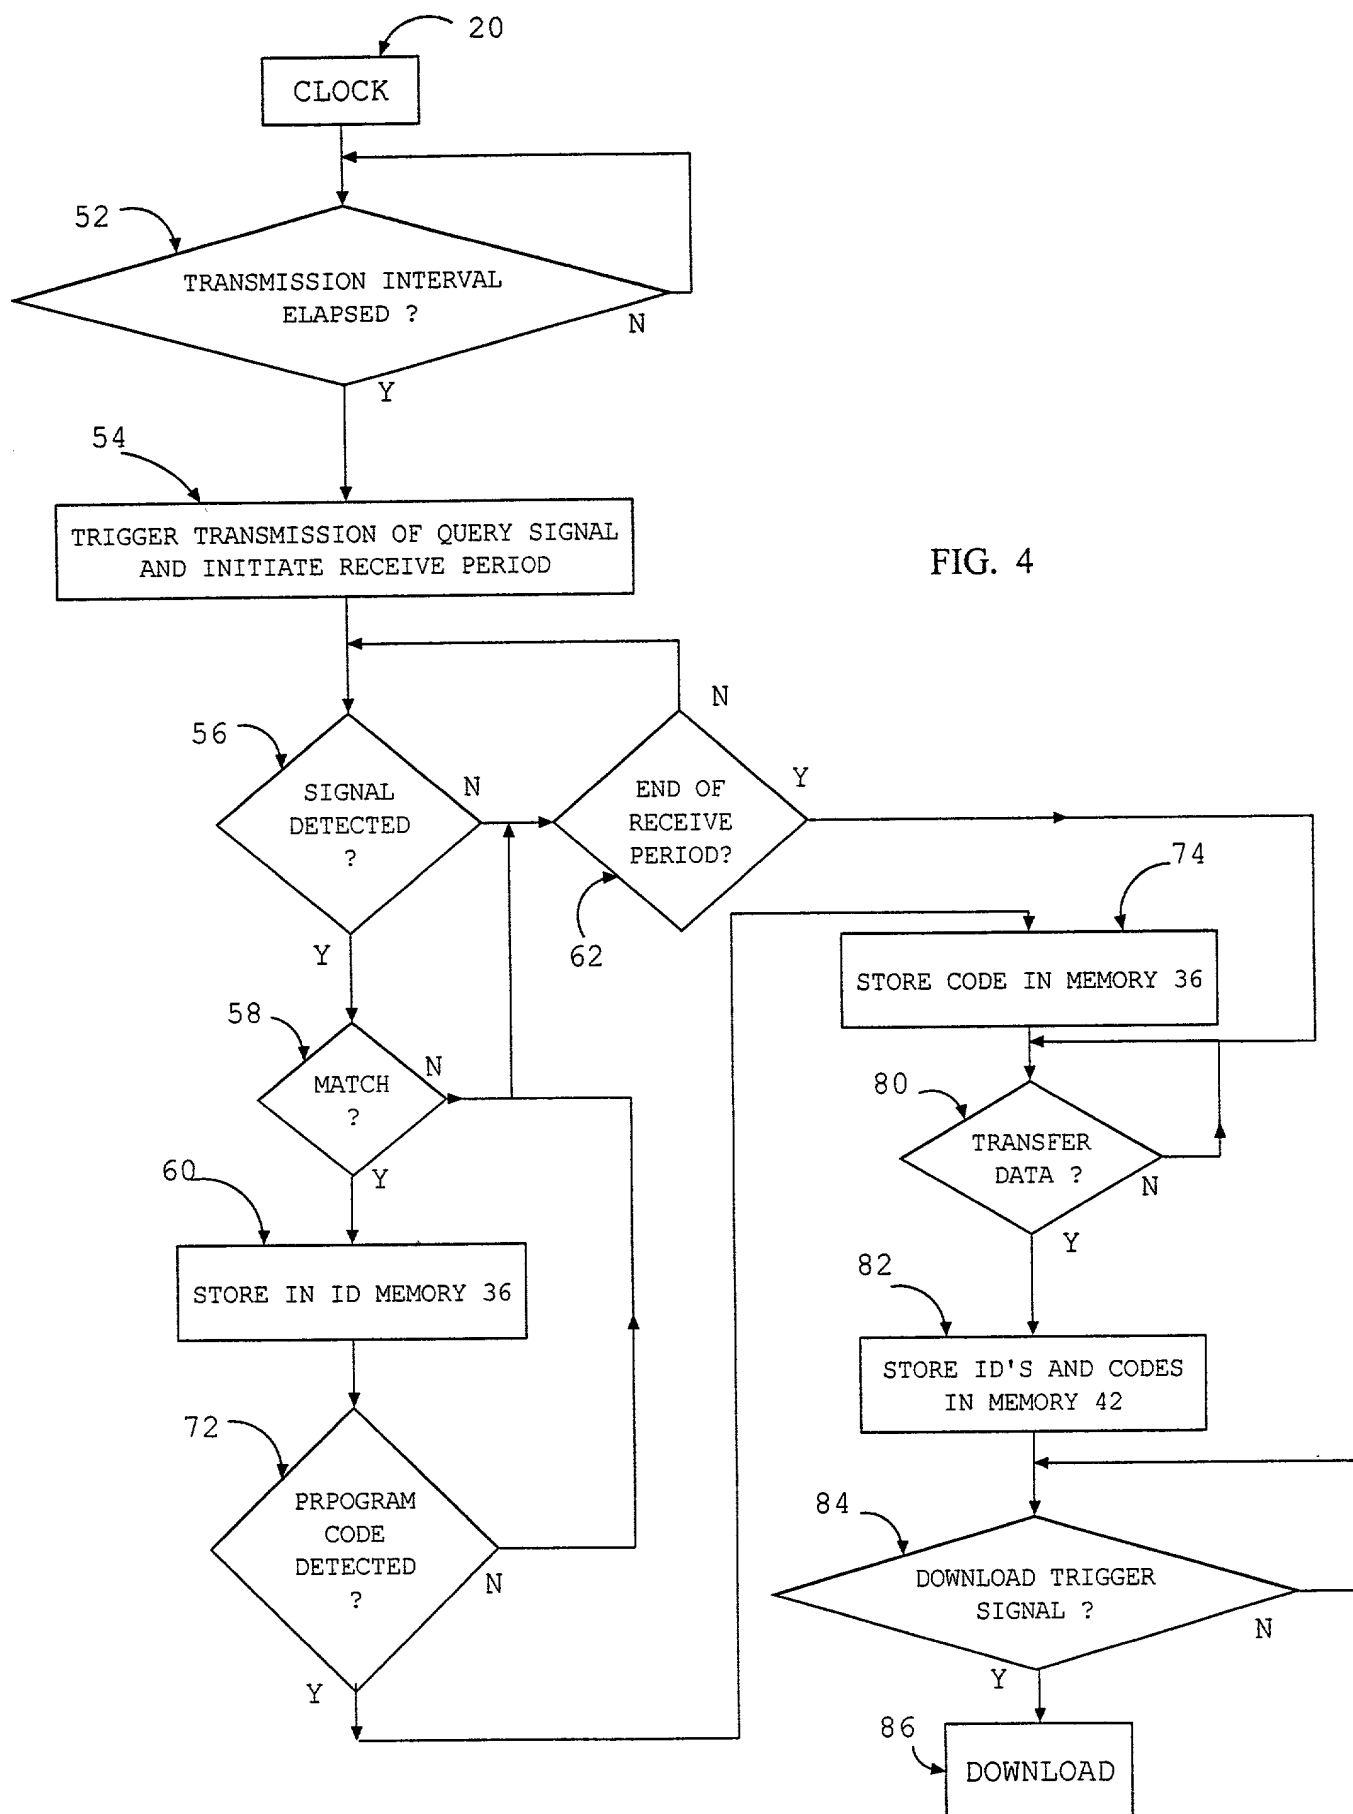 20
CLOCK
52
TRANSMISSION INTERVAL
ELAPSED ?
N
Y
54
TRIGGER TRANSMISSION OF QUERY SIGNAL
AND INITIATE RECEIVE PERIOD
FIG. 4
56
SIGNAL
DETECTED
?
N
Y
END OF
RECEIVE
PERIOD?
N
Y
62
58
MATCH
?
N
Y
60
STORE IN ID MEMORY 36
72
PRPOGRAM
CODE
DETECTED
?
N
Y
74
STORE CODE IN MEMORY 36
80
TRANSFER
DATA ?
N
Y
82
STORE ID'S AND CODES
IN MEMORY 42
84
DOWNLOAD TRIGGER
SIGNAL ?
N
Y
86
DOWNLOAD